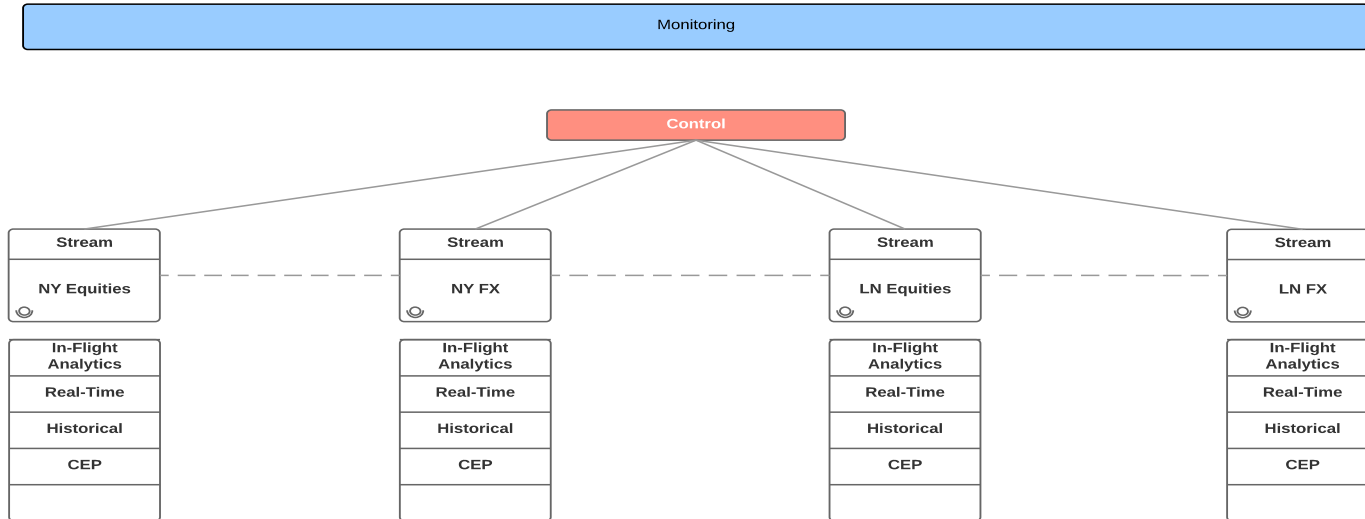 Monitoring
Control
Stream
Stream
Stream
Stream
NY Equities
NY FX
LN Equities
LN FX
In-Flight
Analytics
In-Flight
Analytics
In-Flight
Analytics
In-Flight
Analytics
Real-Time
Real-Time
Real-Time
Real-Time
Historical
Historical
Historical
Historical
CEP
CEP
CEP
CEP